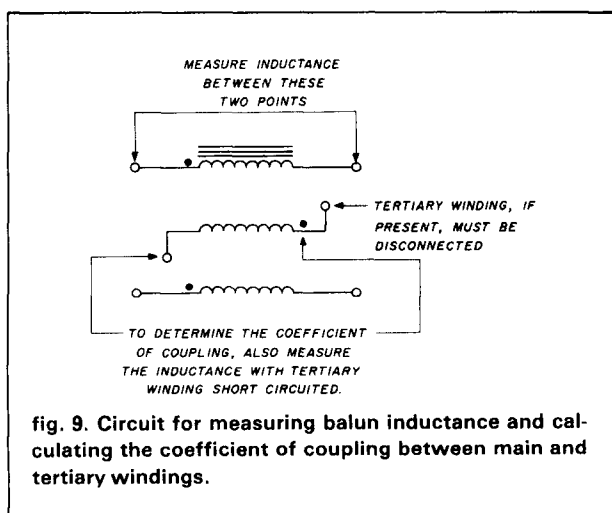 MEASURE INDUCTANCE
BETWEEN THESE
TWO POINTS
TERTIARY WINDING, IF
PRESENT, MUST BE
DISCONNECTED
TO DETERMINE THE COEFFICIENT
OF COUPLING, ALSO MEASURE
THE INDUCTANCE WITH TERTIARY
WINDING SHORT CIRCUITED.
fig. 9. Circuit for measuring balun inductance and cal-
culating the coefficient of coupling between main and
tertiary windings.